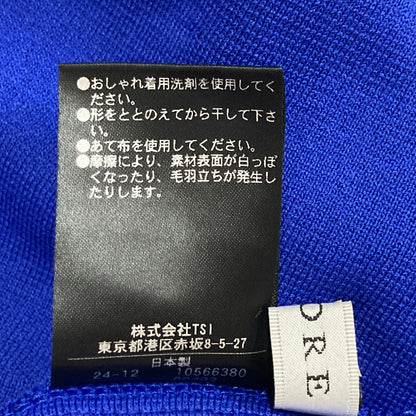 ●おしゃれ着用洗剤を使用してくだ
さい。
●形をととのえてから干して下さ
い。
●あて布を使用してください。
●摩擦により、素材表面が白っぽ
くなったり、毛羽立ちが発生し
たりします。
株式会社TSI
東京都港区赤坂8-5-27
日本製
24-12 10566380
ORE